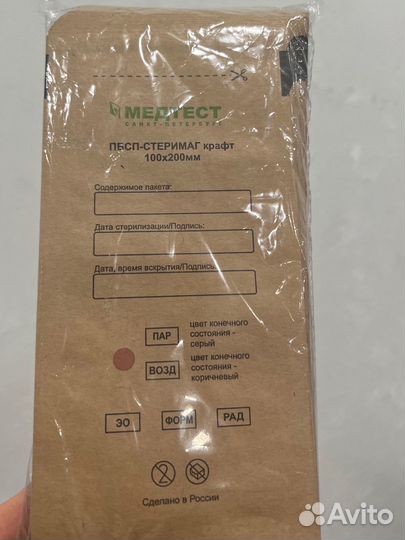 МЕДТЕСТ
САНКТ-ПЕТЕРБУРГ
ПБСП-СТЕРИМАГ крафт
100х200мм
Содержимое пакета:
Дата стерилизации/Подпись:
Дата, время вскрытия/Подпись:
ПАР
цвет конечного
состояния -
серый
ВОЗД
цвет конечного
состояния -
коричневый
ЭО
ФОРМ
РАД
2
Сделано в России
Avito